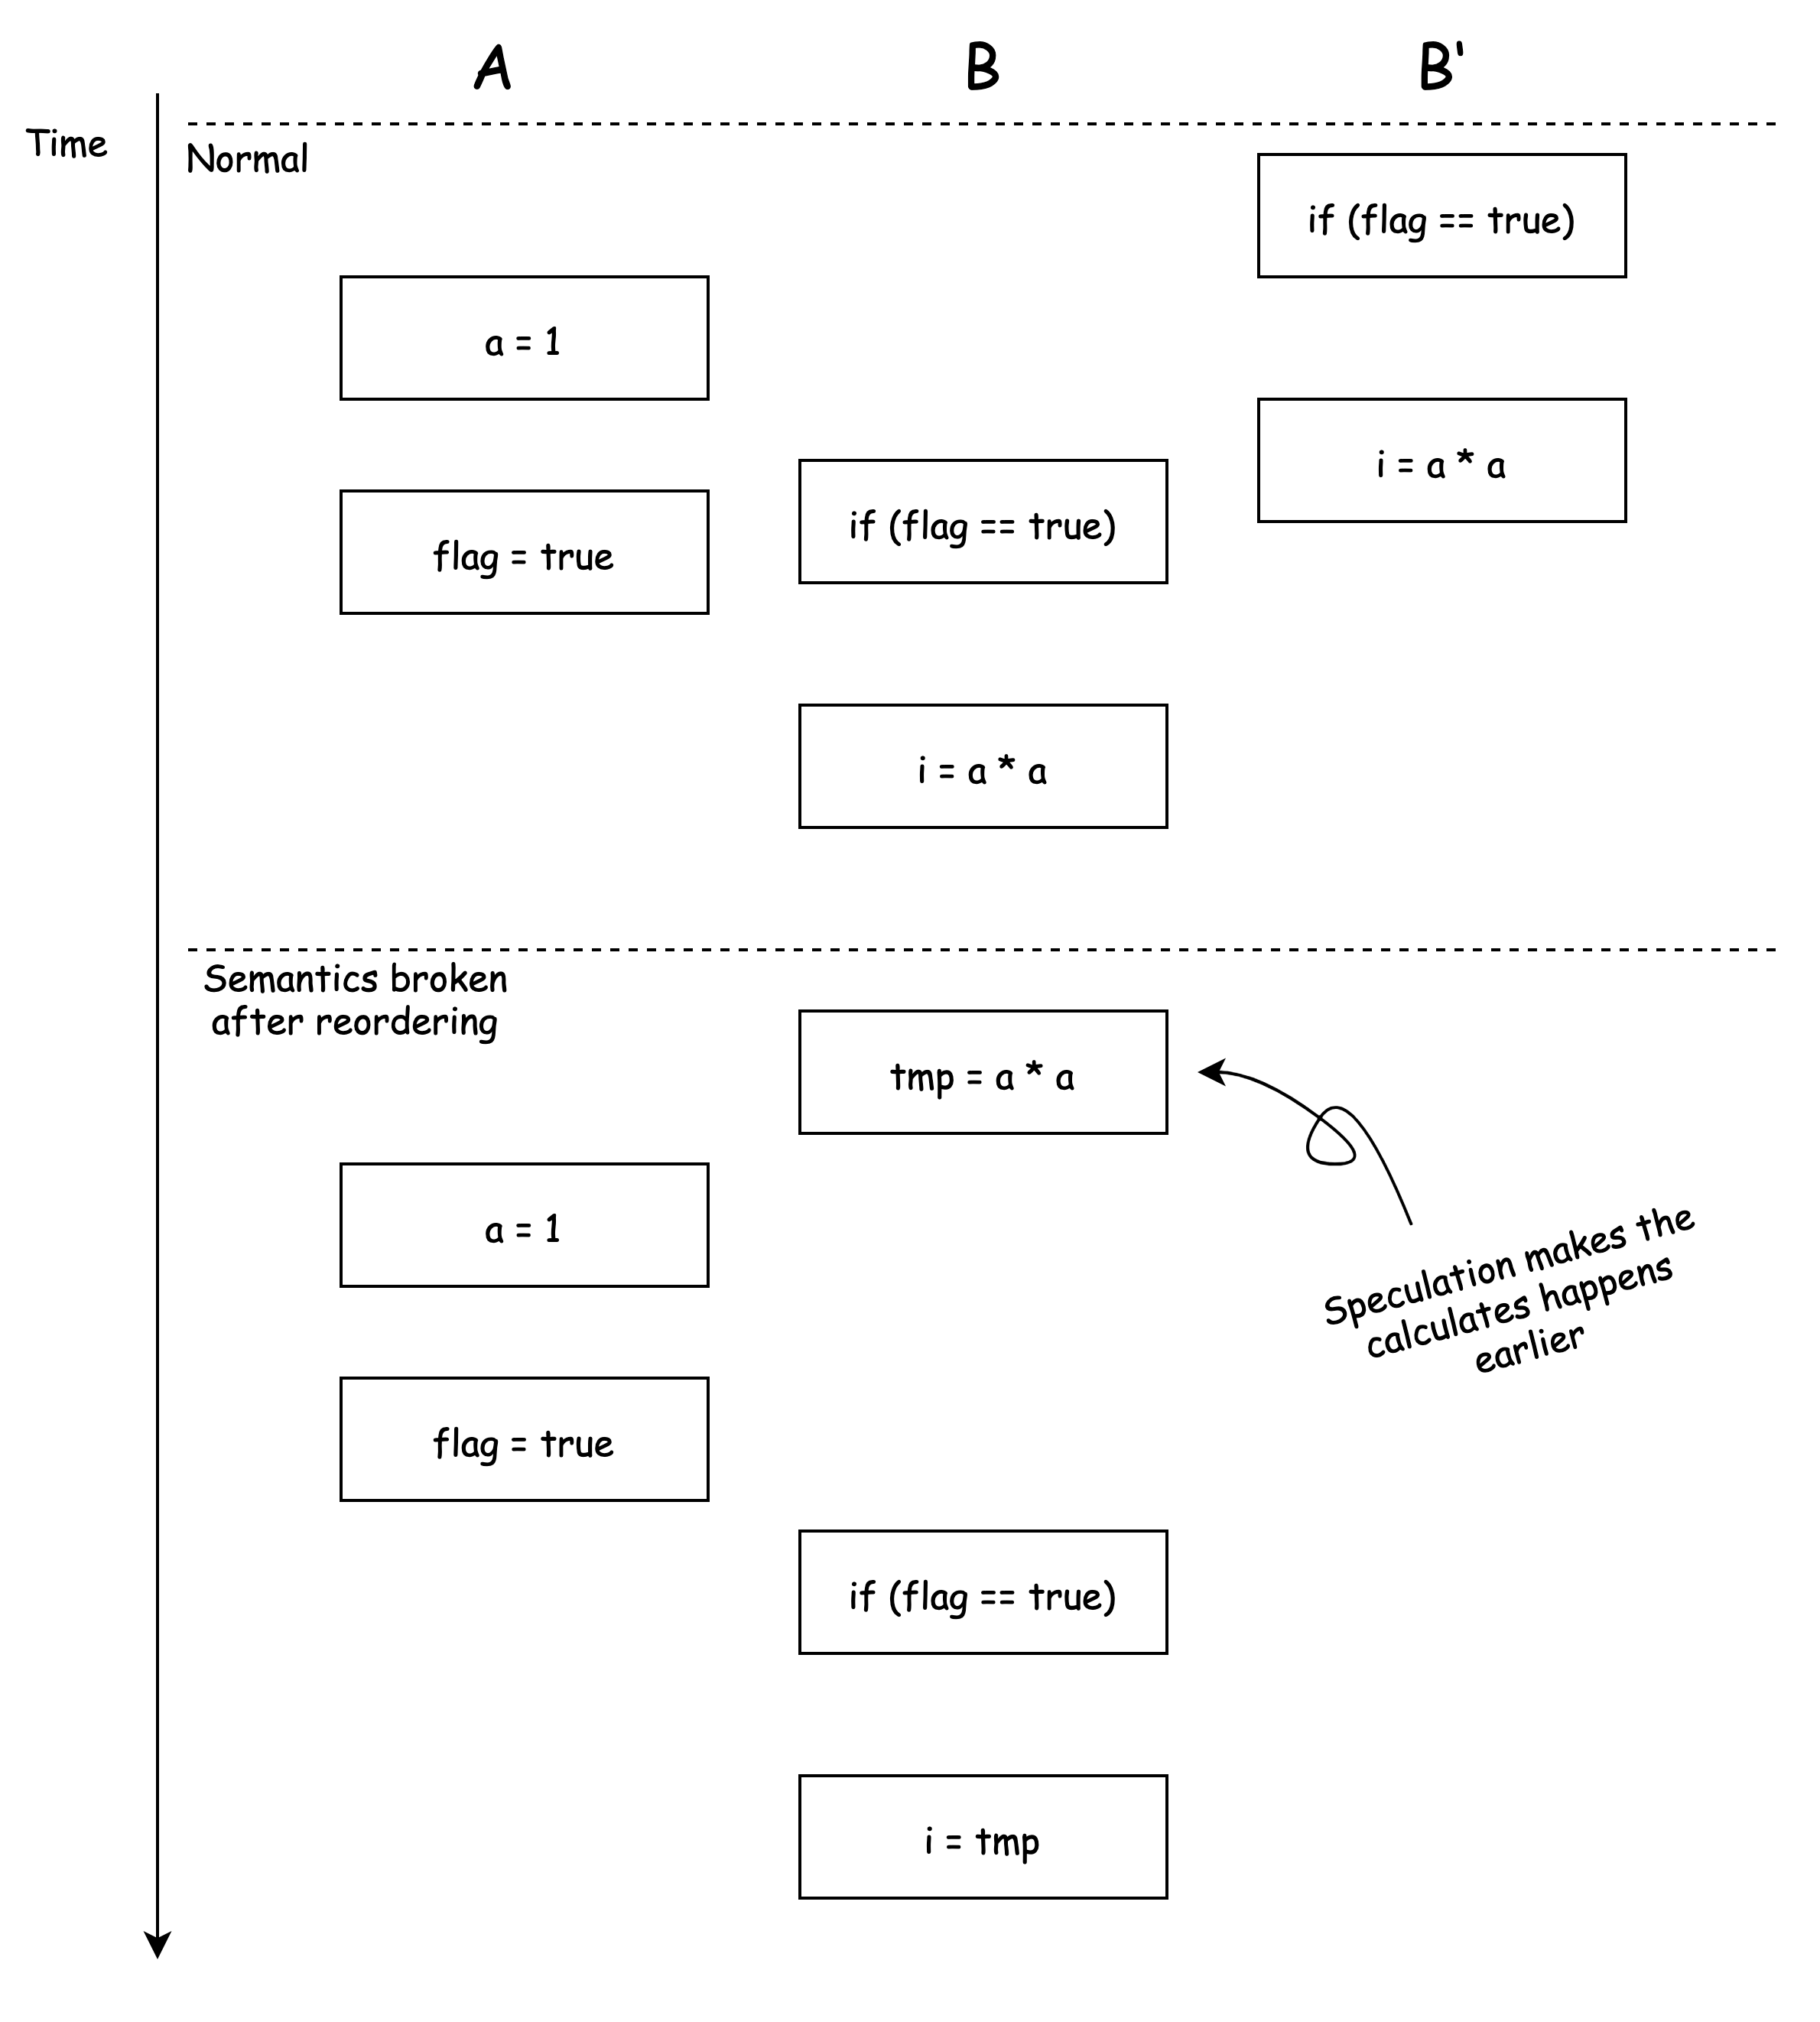 A
B
B'
Time
Normal
if (flag == true)
a = 1
i = a * a
if (flag == true)
flag = true
i = a * a
Semantics broken
after reordering
tmp = a * a
a = 1
Speculation makes the
calculates happens
earlier
flag = true
if (flag == true)
i = tmp